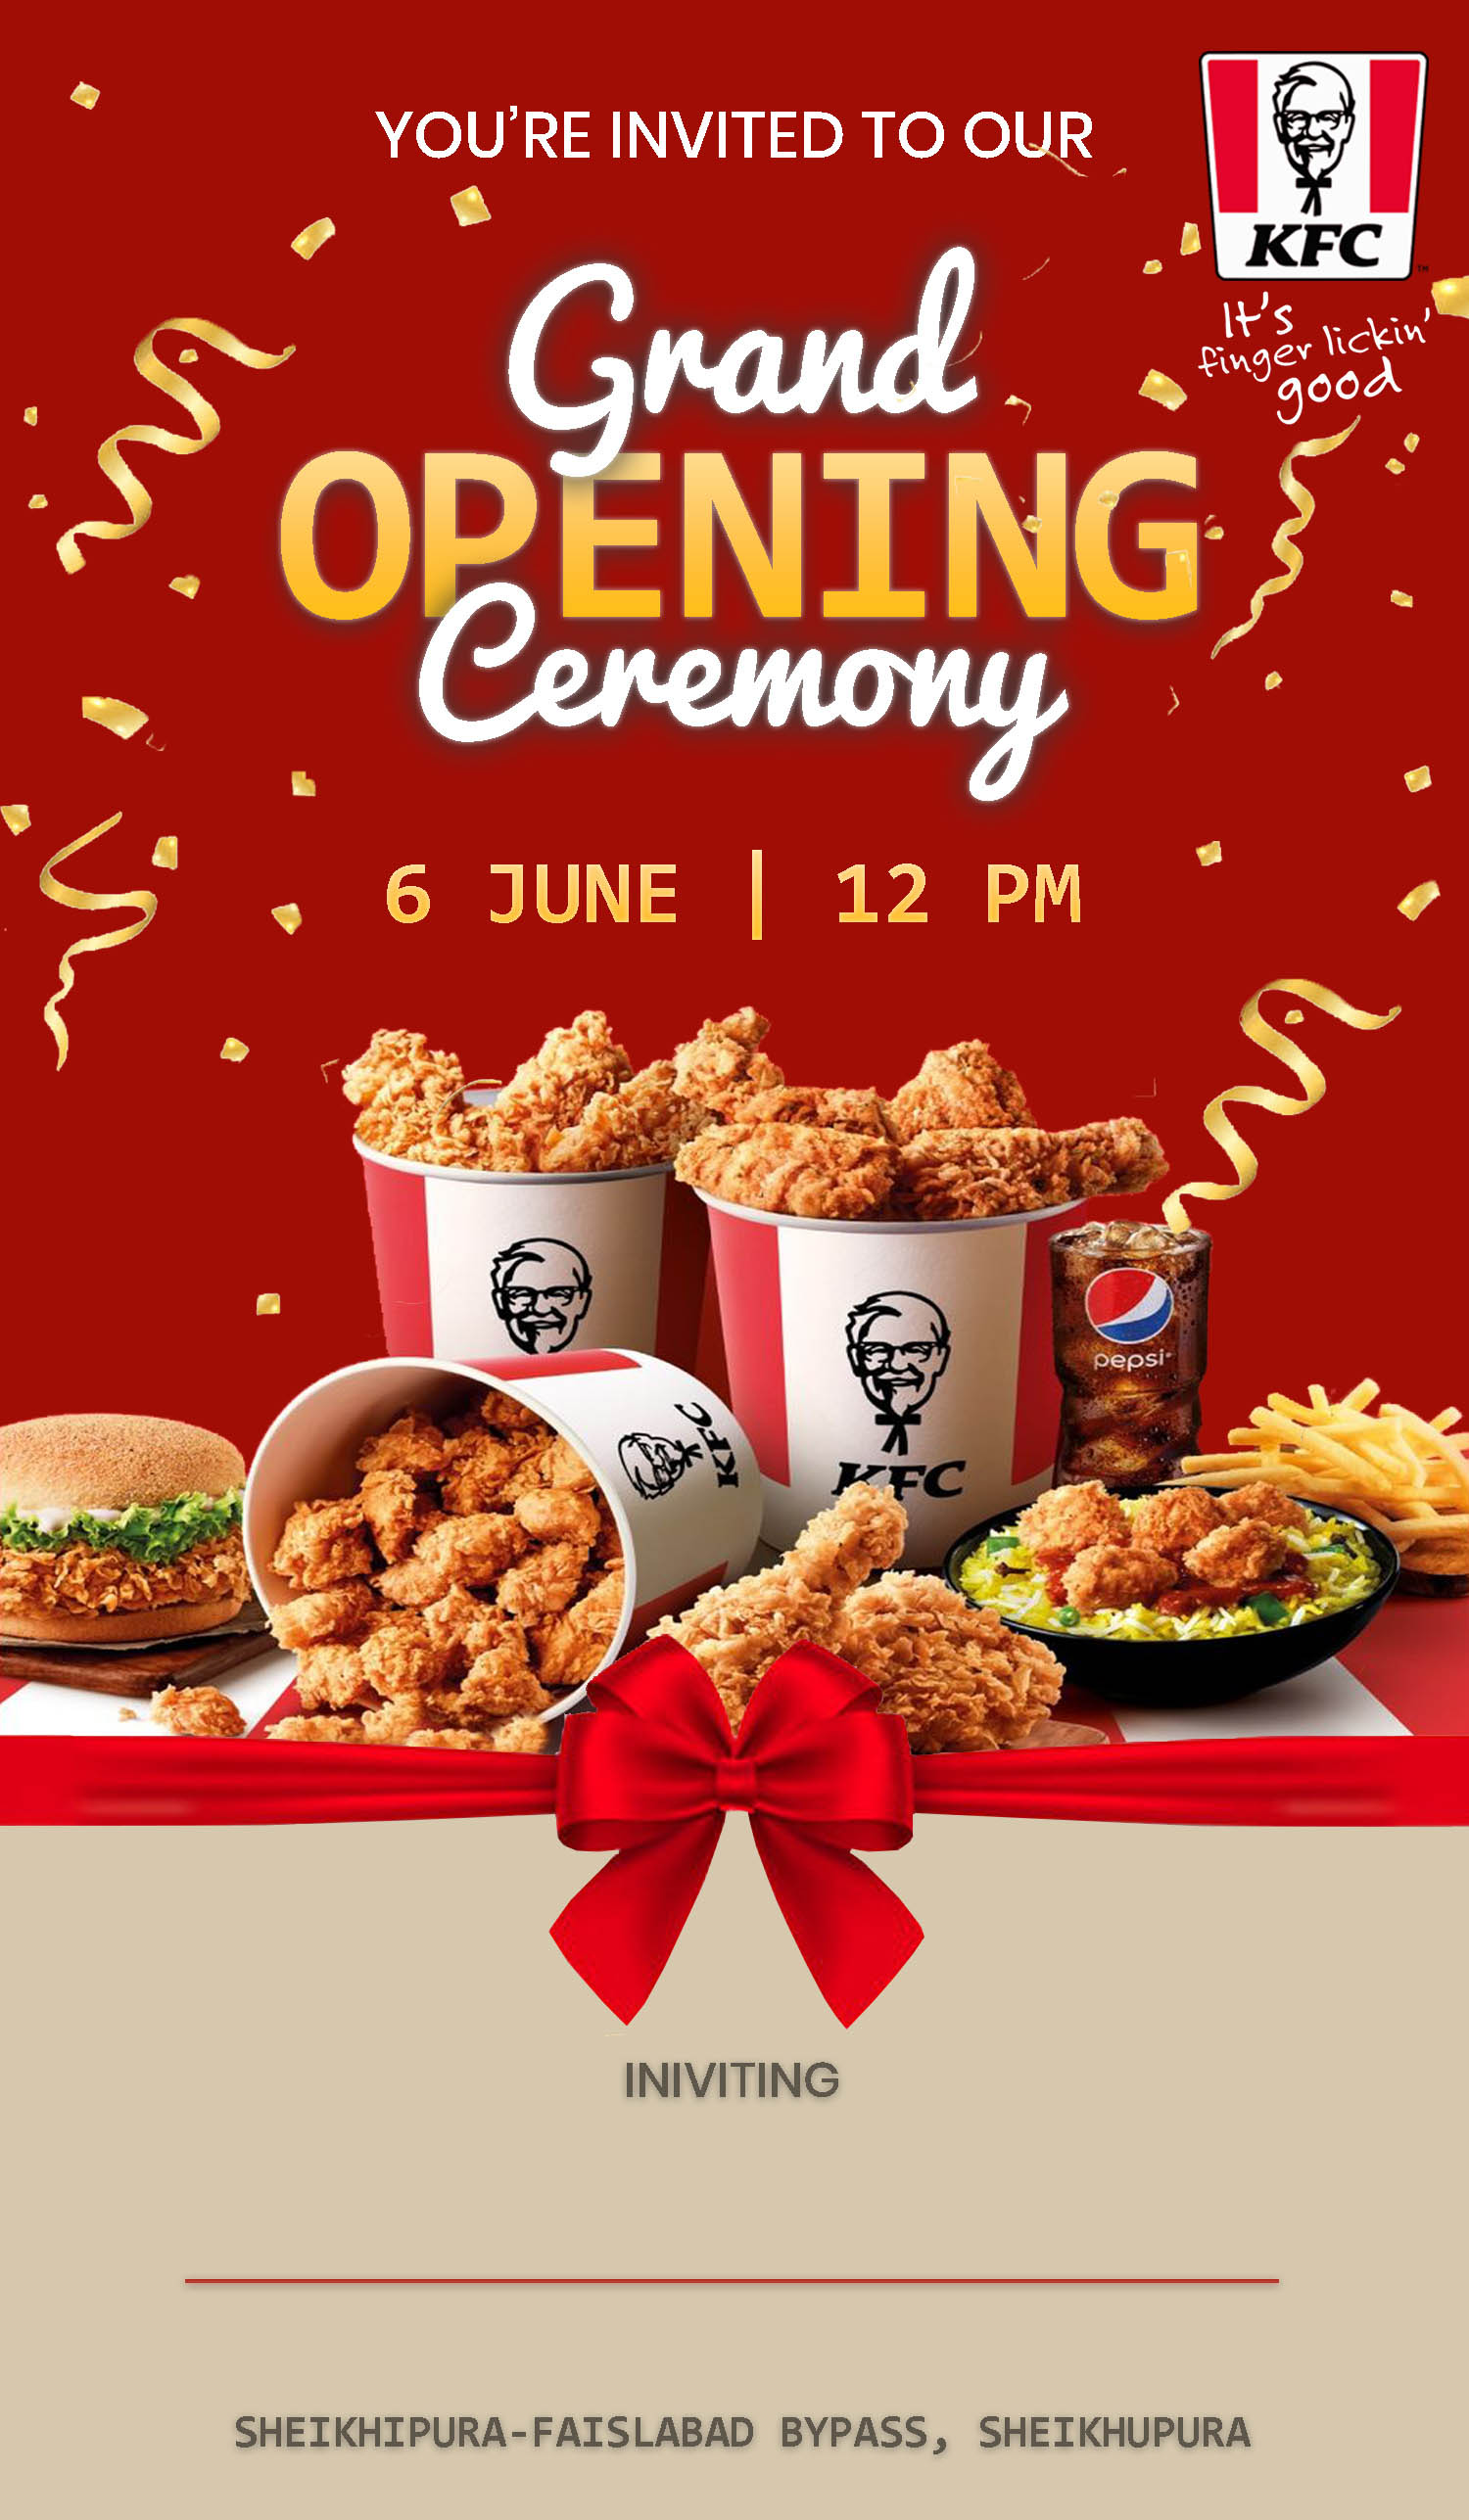 YOU'RE INVITED TO OUR
KFC
™
It's
finger lickin'
good
Grand
OPENING
Ceremony
6 JUNE | 12 PM
pepsi
KFC
KFC
INIVITING
SHEIKHIPURA-FAISLABAD BYPASS, SHEIKHUPURA